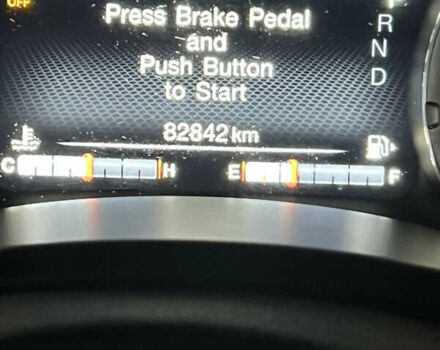 OFF
Press Brake Pedal
and
Push Button
to Start
R
N
D
82842 km
C H
E F